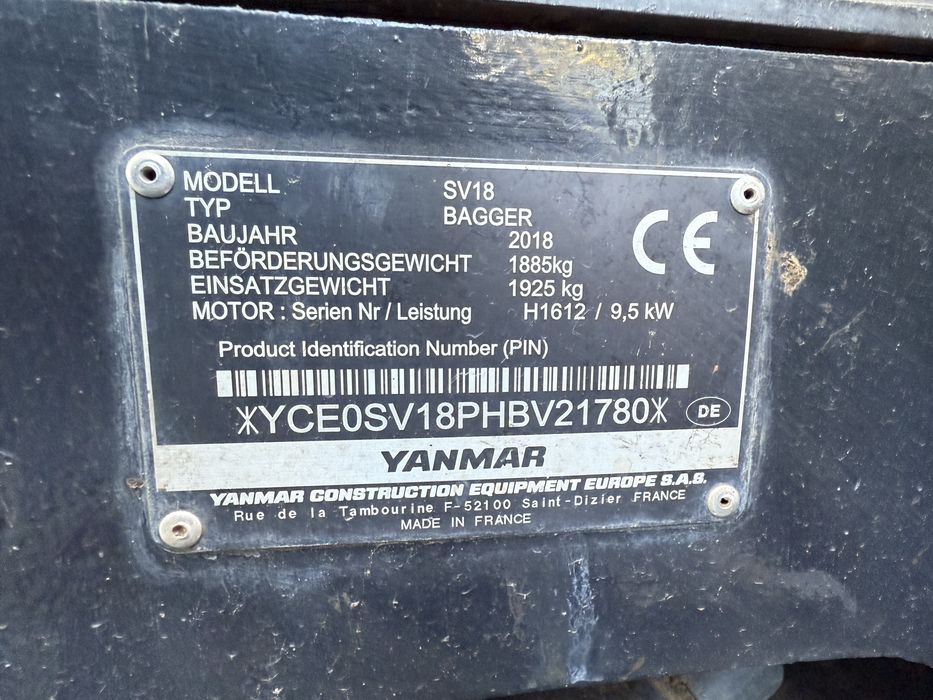 MODELL SV18
TYP BAGGER
BAUJAHR 2018
BEFÖRDERUNGSGEWICHT 1885kg
EINSATZGEWICHT 1925 kg
MOTOR : Serien Nr / Leistung H1612 / 9,5 kW
CE
Product Identification Number (PIN)
*YCE0SV18PHBV21780*
DE
YANMAR
YANMAR CONSTRUCTION EQUIPMENT EUROPE S.A.S.
Rue de la Tambourine F-52100 Saint-Dizier FRANCE
MADE IN FRANCE